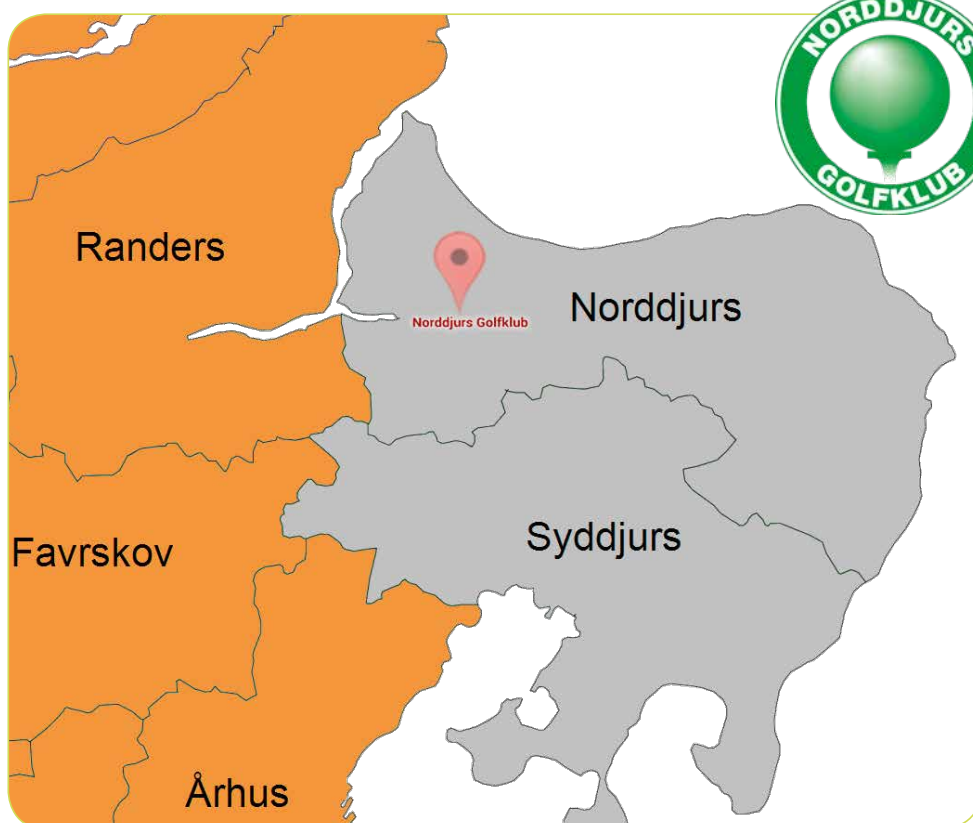 NORDDJURS
GOLFKLUB
Randers
Norddjurs
Norddjurs Golfklub
Syddjurs
Favrskov
Århus